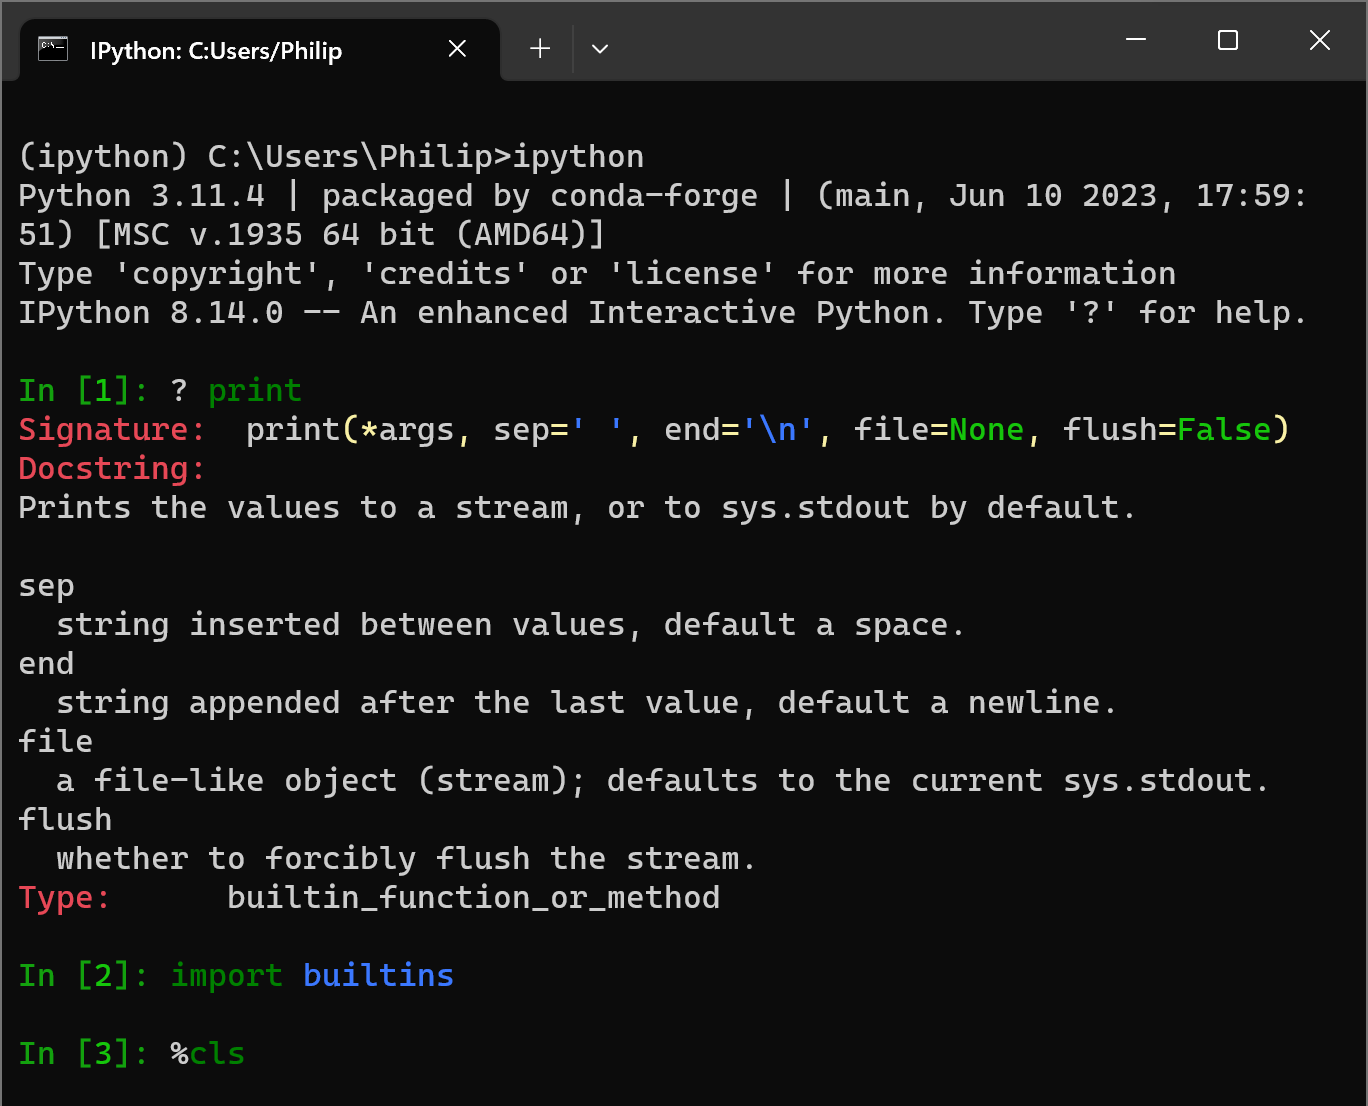 IPython: C:Users/Philip
(ipython) C:\Users\Philip>ipython
Python 3.11.4 | packaged by conda-forge | (main, Jun 10 2023, 17:59:
51) [MSC v.1935 64 bit (AMD64)]
Type 'copyright', 'credits' or 'license' for more information
IPython 8.14.0 -- An enhanced Interactive Python. Type '?' for help.
In [1]: ? print
Signature:  print(*args, sep=' ', end='\n', file=None, flush=False)
Docstring:
Prints the values to a stream, or to sys.stdout by default.
sep
  string inserted between values, default a space.
end
  string appended after the last value, default a newline.
file
  a file-like object (stream); defaults to the current sys.stdout.
flush
  whether to forcibly flush the stream.
Type:      builtin_function_or_method
In [2]: import builtins
In [3]: %cls